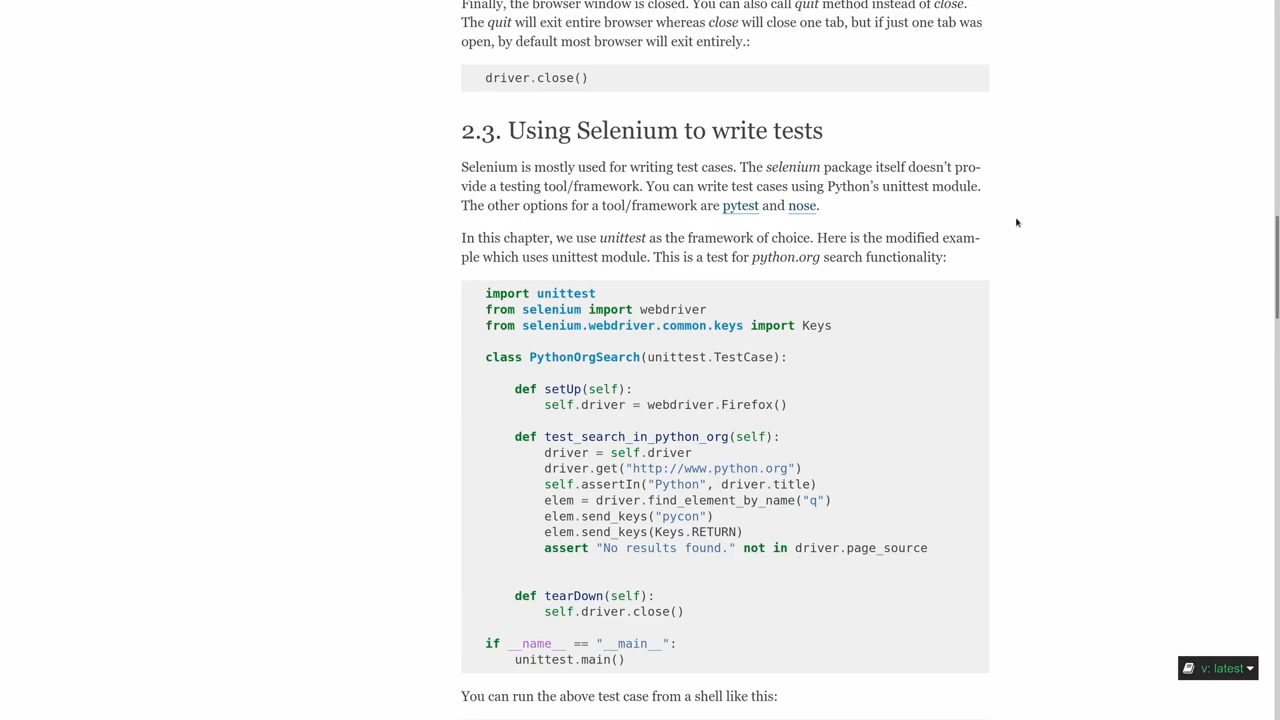 Finally, the browser window is closed. You can also call quit method instead of close.
The quit will exit entire browser whereas close will close one tab, but if just one tab was
open, by default most browser will exit entirely.:
driver.close()
2.3. Using Selenium to write tests
Selenium is mostly used for writing test cases. The selenium package itself doesn't pro-
vide a testing tool/framework. You can write test cases using Python's unittest module.
The other options for a tool/framework are pytest and nose.
In this chapter, we use unittest as the framework of choice. Here is the modified exam-
ple which uses unittest module. This is a test for python.org search functionality:
import unittest
from selenium import webdriver
from selenium.webdriver.common.keys import Keys
class PythonOrgSearch(unittest.TestCase):
    def setUp(self):
        self.driver = webdriver.Firefox()
    def test_search_in_python_org(self):
        driver = self.driver
        driver.get("http://www.python.org")
        self.assertIn("Python", driver.title)
        elem = driver.find_element_by_name("q")
        elem.send_keys("pycon")
        elem.send_keys(Keys.RETURN)
        assert "No results found." not in driver.page_source
    def tearDown(self):
        self.driver.close()
if __name__ == "__main__":
    unittest.main()
v: latest
You can run the above test case from a shell like this: